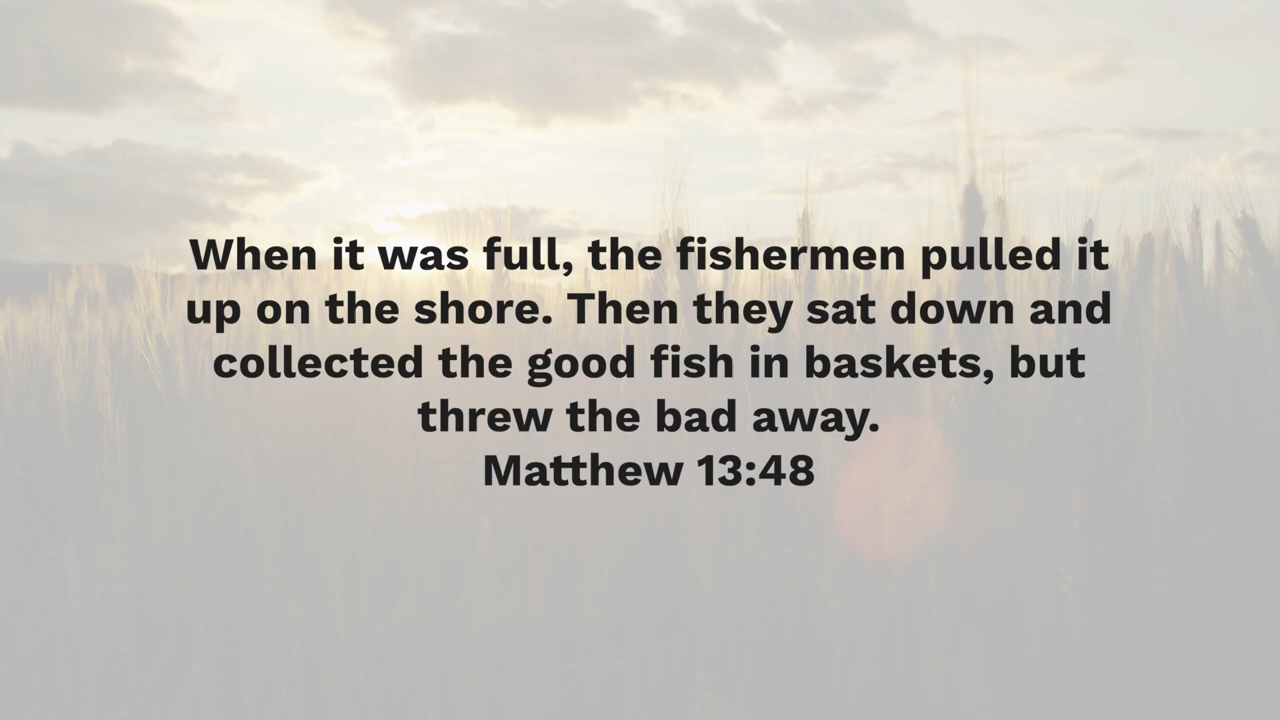 When it was full, the fishermen pulled it
up on the shore. Then they sat down and
collected the good fish in baskets, but
threw the bad away.
Matthew 13:48